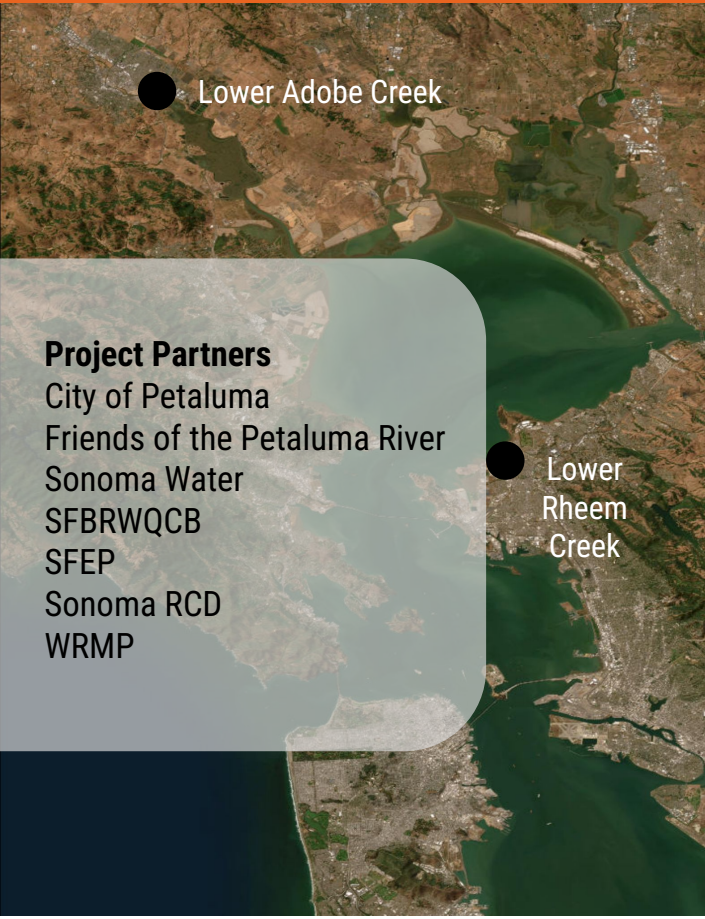 Lower Adobe Creek
Project Partners
City of Petaluma
Friends of the Petaluma River
Sonoma Water
SFBRWQCB
SFEP
Sonoma RCD
WRMP
Lower
Rheem
Creek